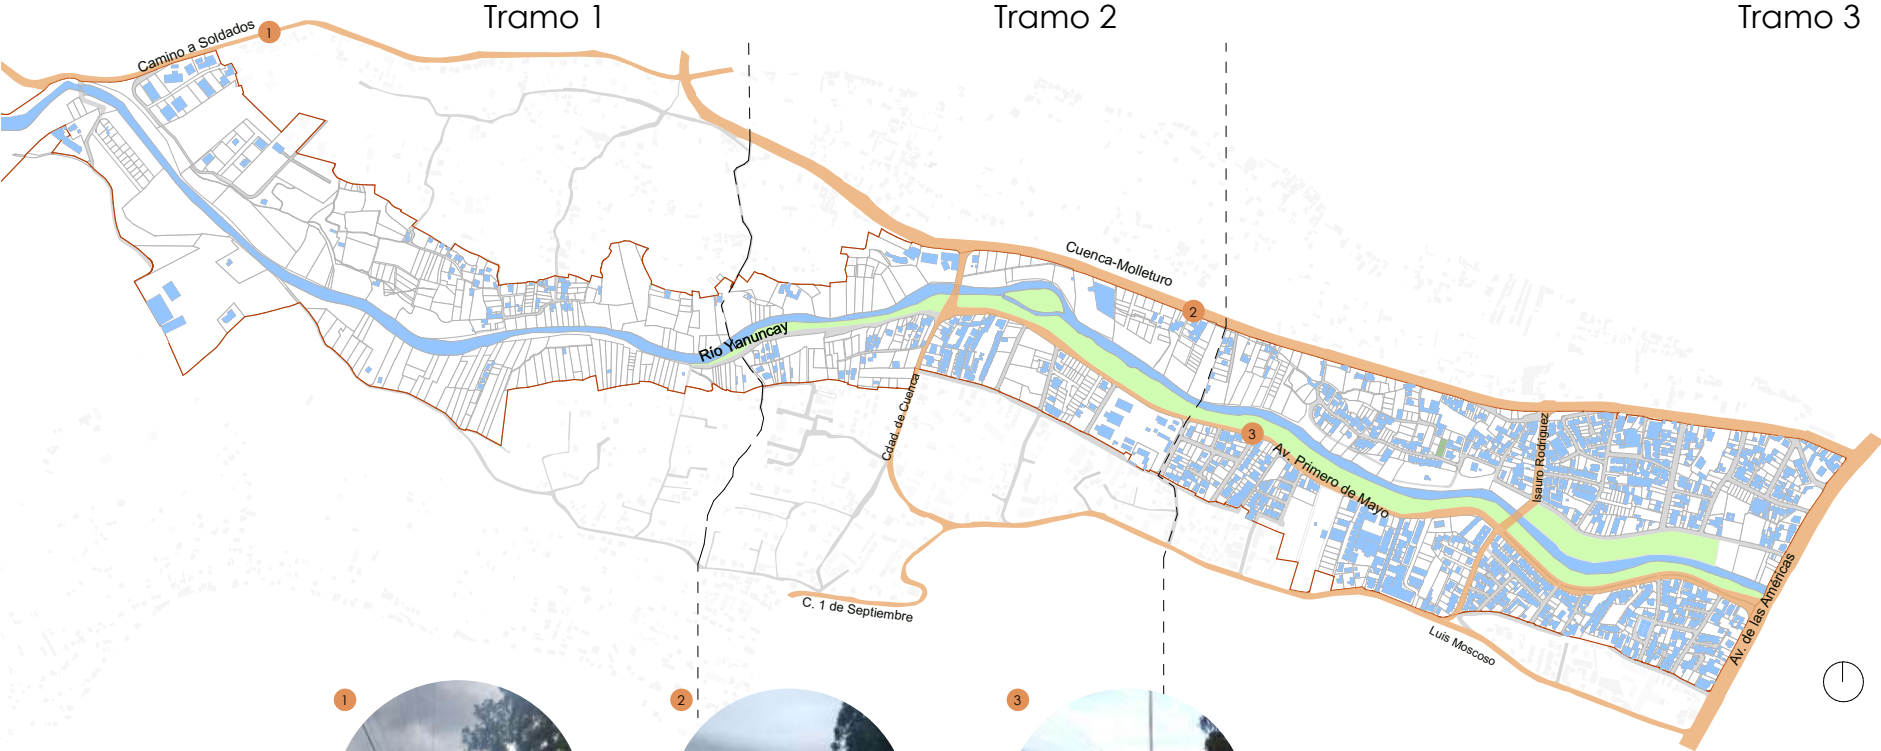 Tramo 1
Tramo 2
Tramo 3
Camino a Soldados
1
Cuenca-Molleturo
2
Río Yanuncay
Cdad. de Cuenca
3
Av. Primero de Mayo
Isauro Rodríguez
Av. de las Américas
C. 1 de Septiembre
Luis Moscoso
1
2
3